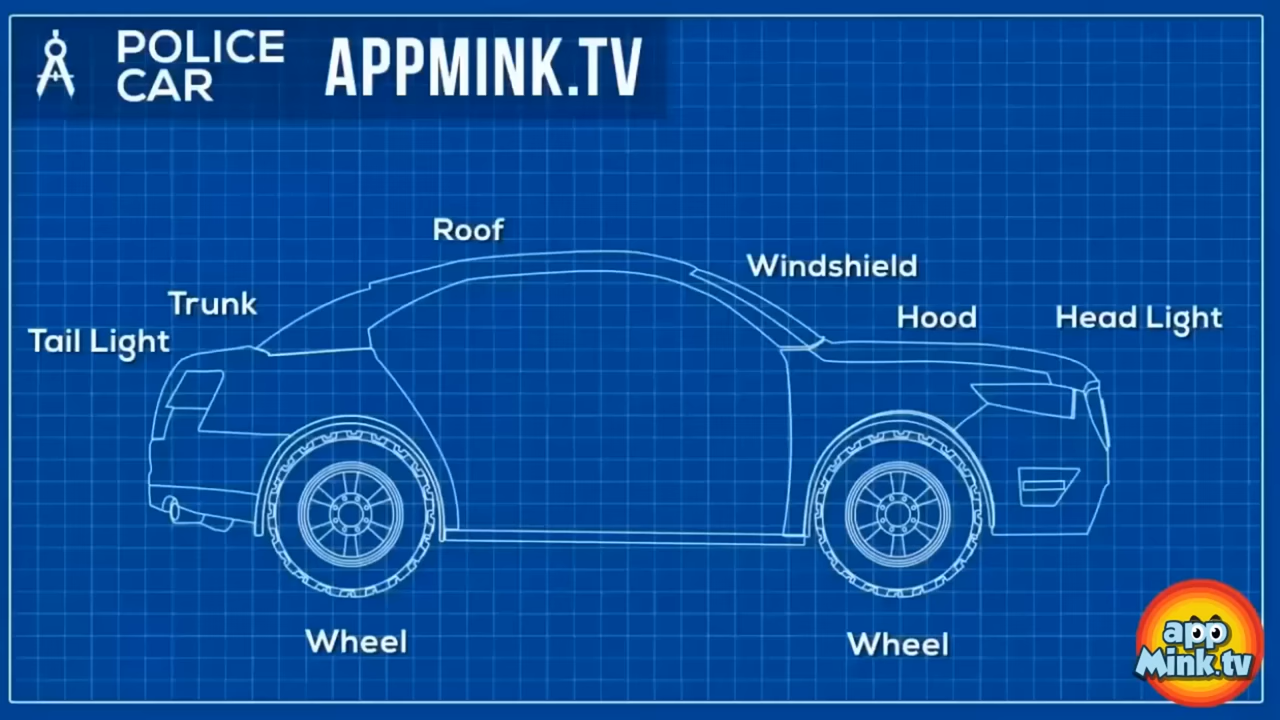 POLICE
CAR
APPMINK.TV
Roof
Windshield
Trunk
Hood
Head Light
Tail Light
Wheel
Wheel
app
Mink.tv